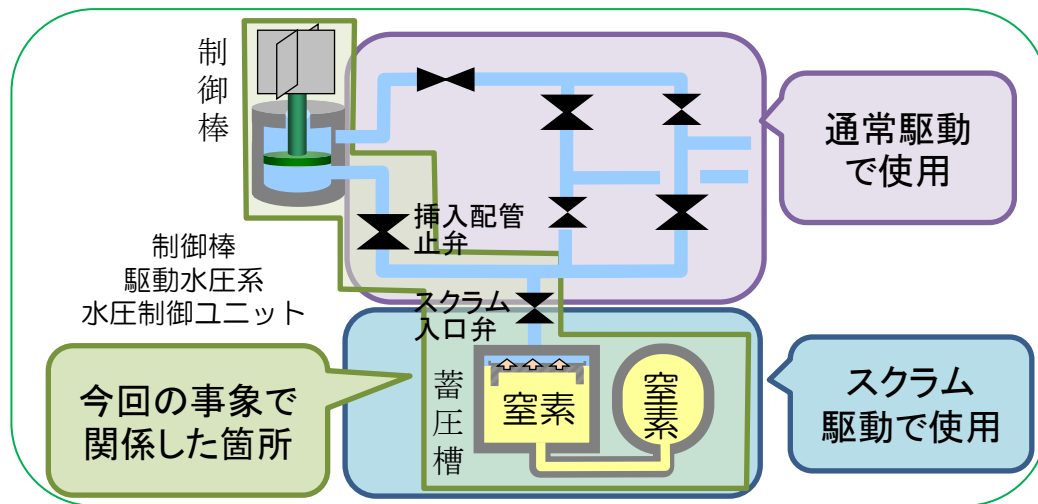 制
御
棒
挿入配管
止弁
通常駆動
で使用
制御棒
駆動水圧系
水圧制御ユニット
スクラム
入口弁
今回の事象で
関係した箇所
蓄
圧
槽
窒素
窒
素
スクラム
駆動で使用